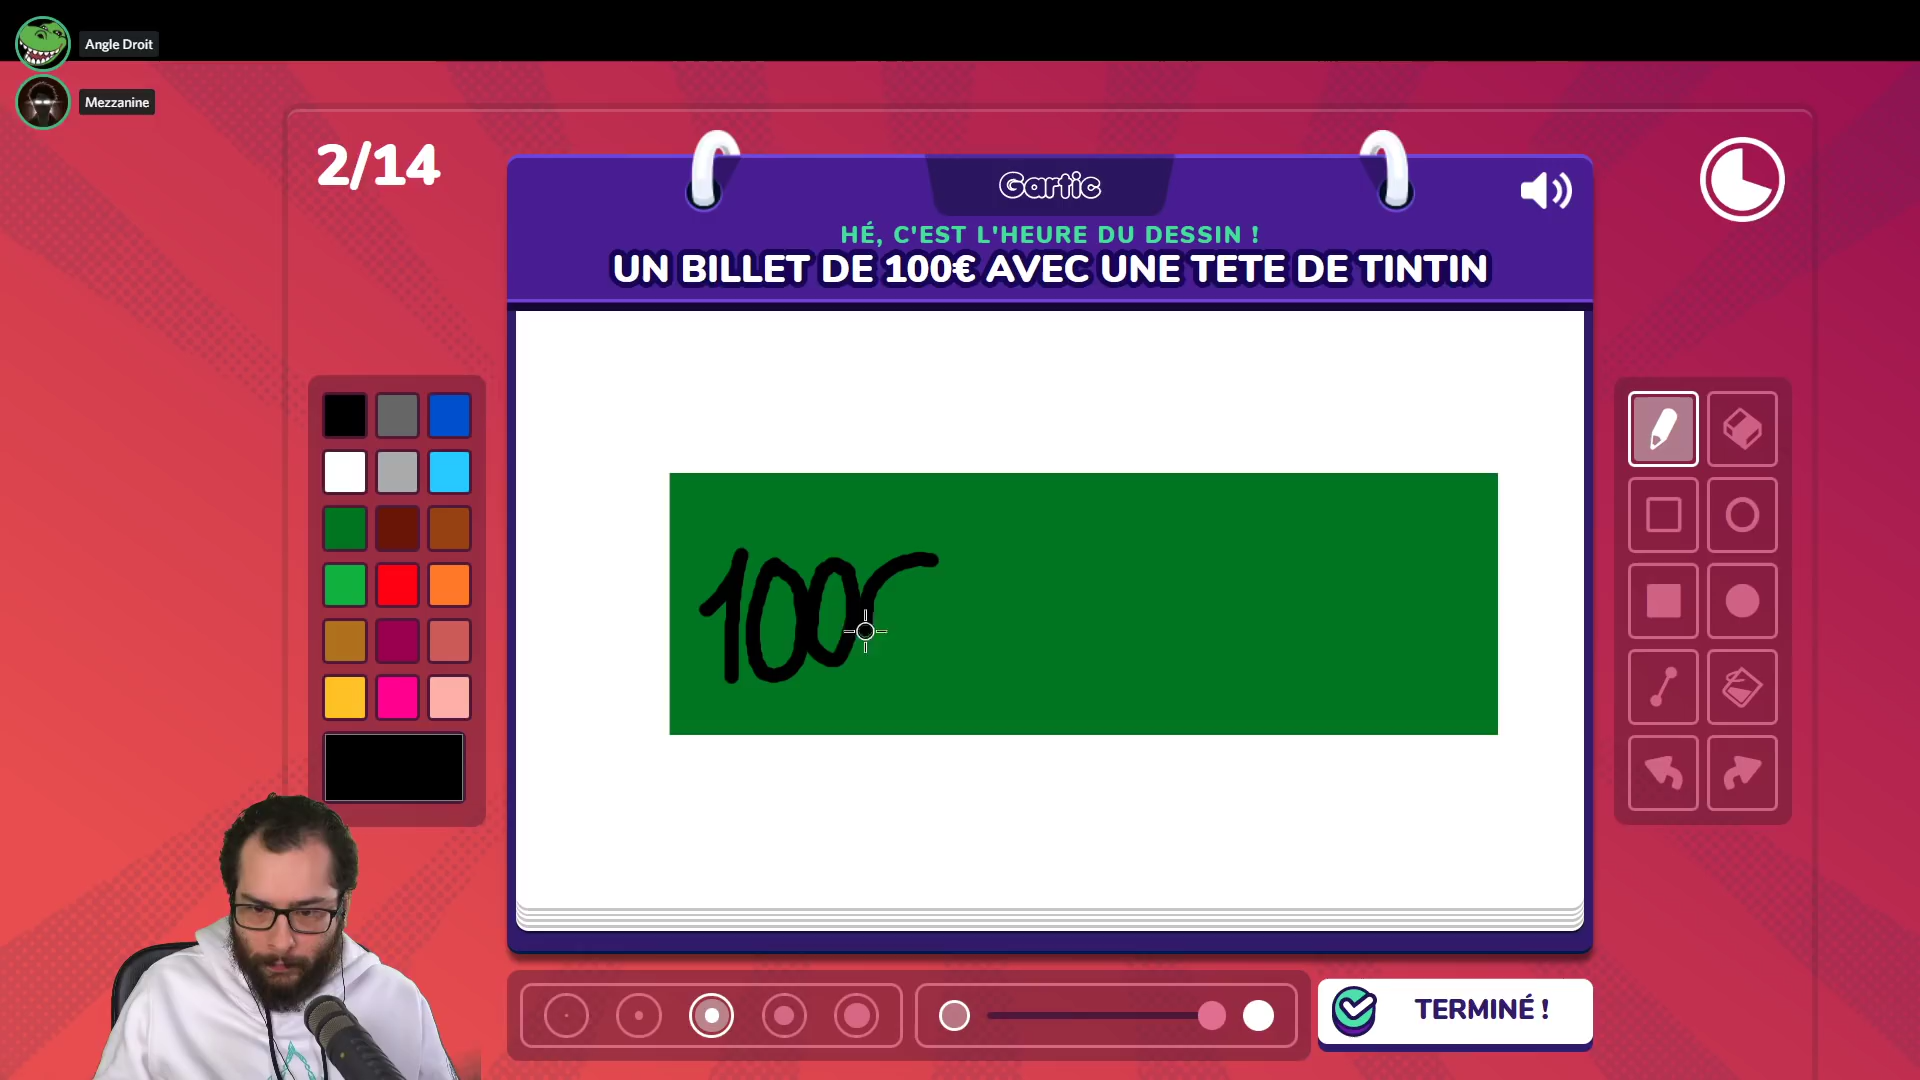 Angle Droit
Mezzanine
2/14
Gartic
HÉ, C'EST L'HEURE DU DESSIN !
UN BILLET DE 100€ AVEC UNE TETE DE TINTIN
100
TERMINÉ !